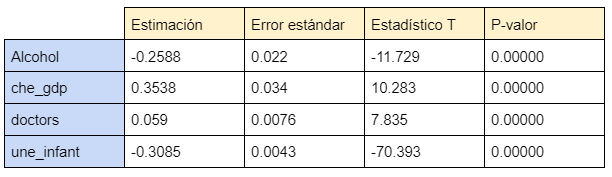 Estimación Error estándar Estadístico T P-valor
Alcohol -0.2588 0.022 -11.729 0.00000
che_gdp 0.3538 0.034 10.283 0.00000
doctors 0.059 0.0076 7.835 0.00000
une_infant -0.3085 0.0043 -70.393 0.00000